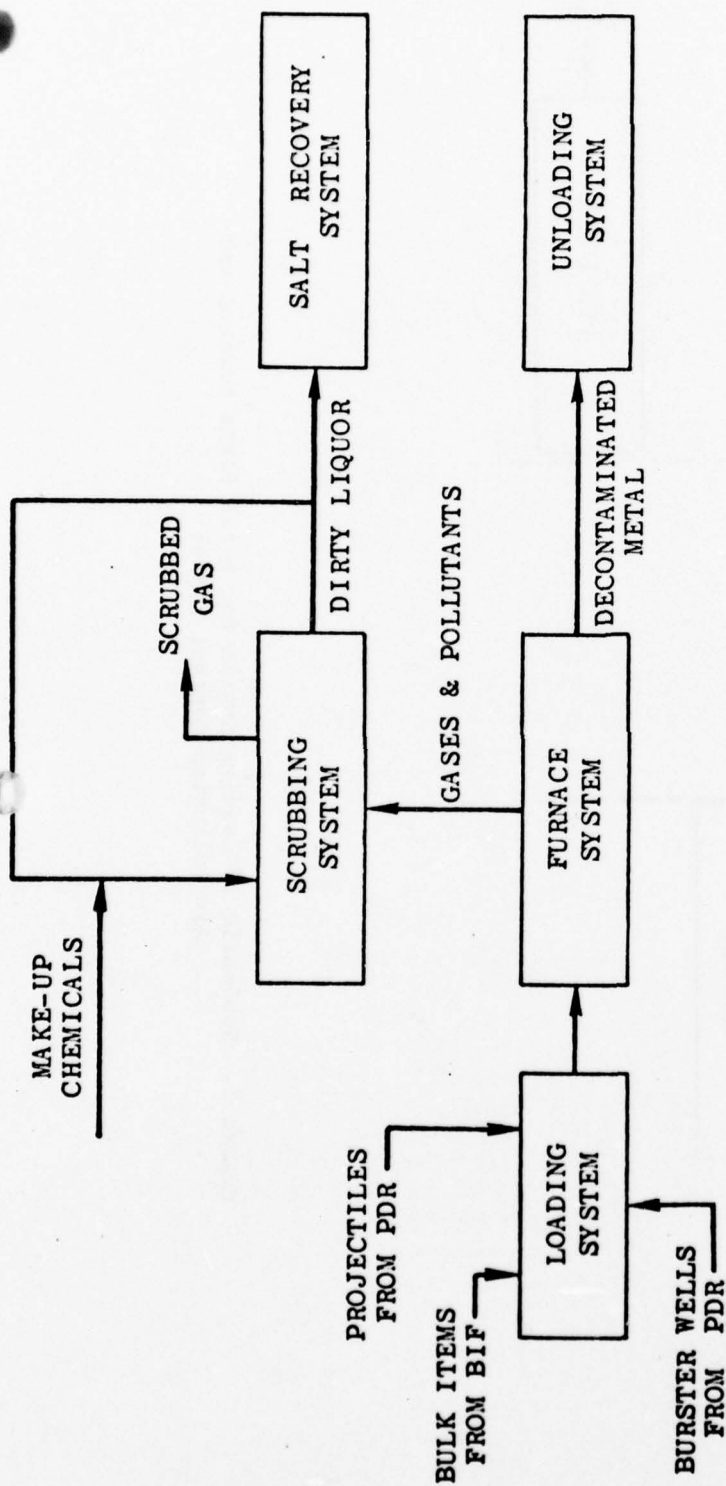 MAKE-UP
CHEMICALS
SCRUBBED
GAS
SCRUBBING
SYSTEM
DIRTY LIQUOR
SALT RECOVERY
SYSTEM
GASES & POLLUTANTS
PROJECTILES
FROM PDR
BULK ITEMS
FROM BIF
LOADING
SYSTEM
BURSTER WELLS
FROM PDR
FURNACE
SYSTEM
DECONTAMINATED
METAL
UNLOADING
SYSTEM